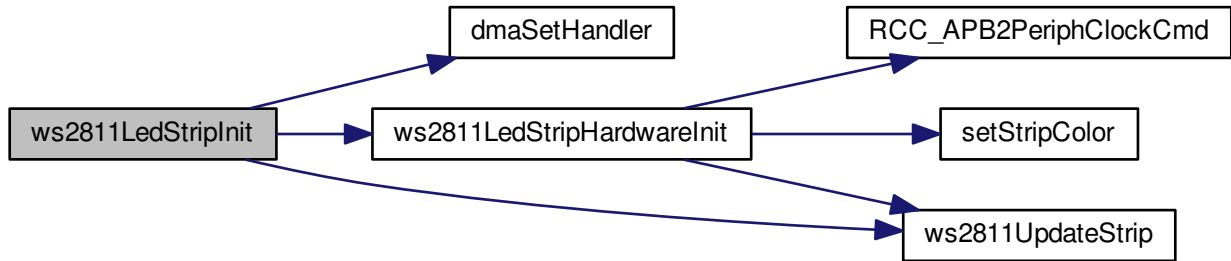 dmaSetHandler
RCC_APB2PeriphClockCmd
ws2811LedStripInit
ws2811LedStripHardwareInit
setStripColor
ws2811UpdateStrip